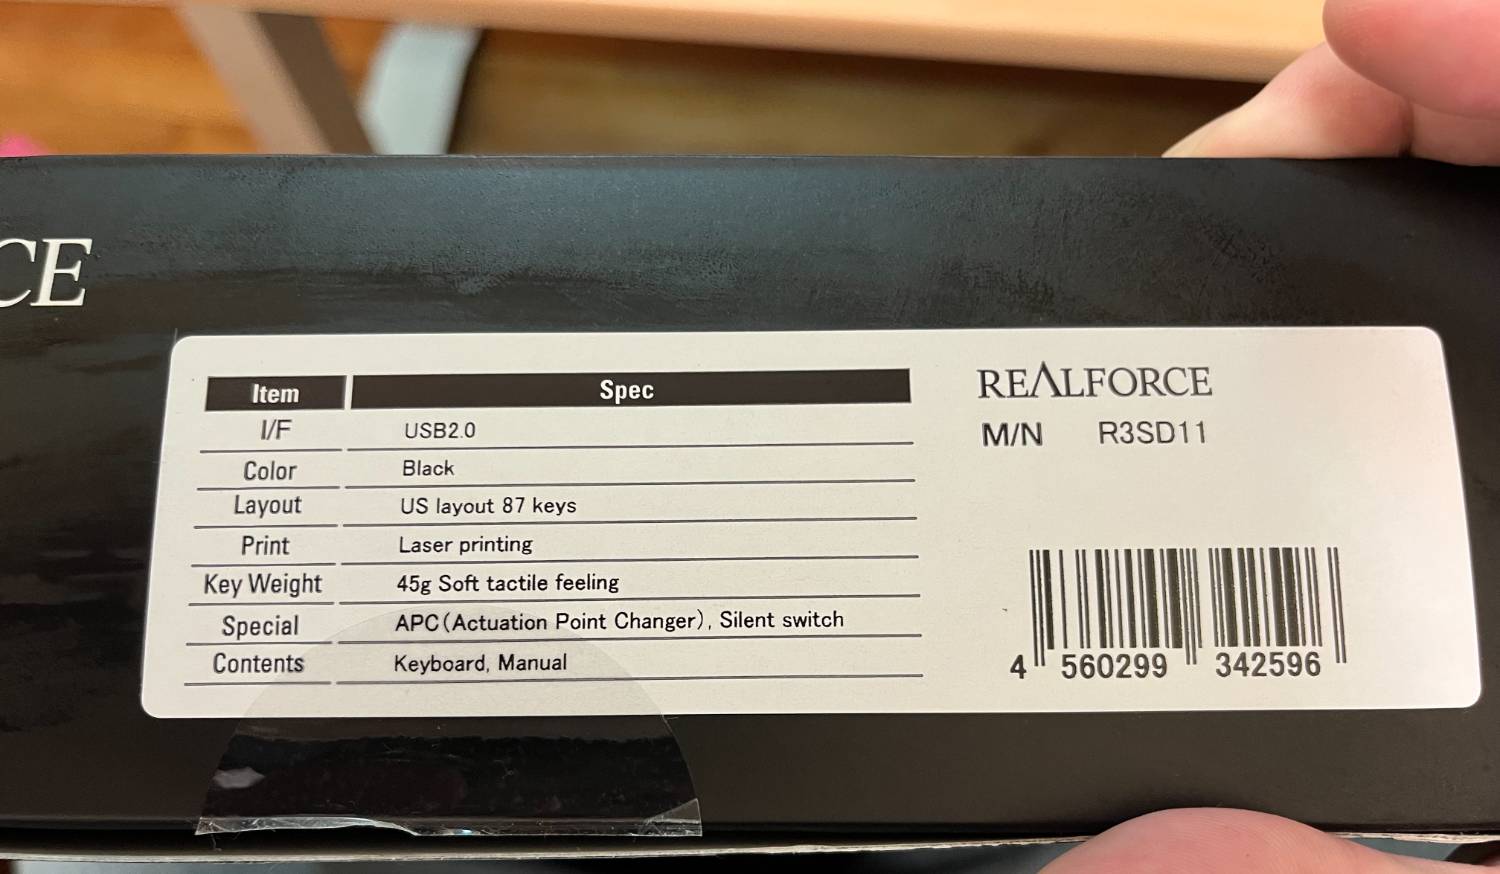 CE
Item Spec
I/F USB2.0
Color Black
Layout US layout 87 keys
Print Laser printing
Key Weight 45g Soft tactile feeling
Special APC(Actuation Point Changer), Silent switch
Contents Keyboard, Manual
REALFORCE
M/N R3SD11
4 560299 342596